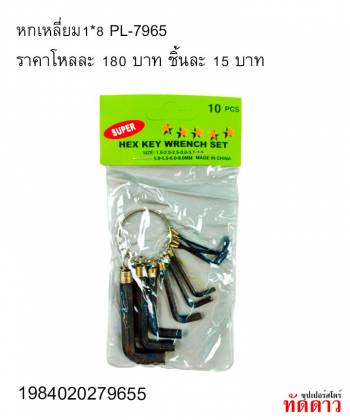 หกเหลี่ยม1*8 PL-7965
ราคาโหลละ 180 บาท ชิ้นละ 15 บาท
10 PCS
SUPER
HEX KEY WRENCH SET
MADE IN CHINA
1984020279655
ซุปเปอร์สโตร์
ทัดดาว